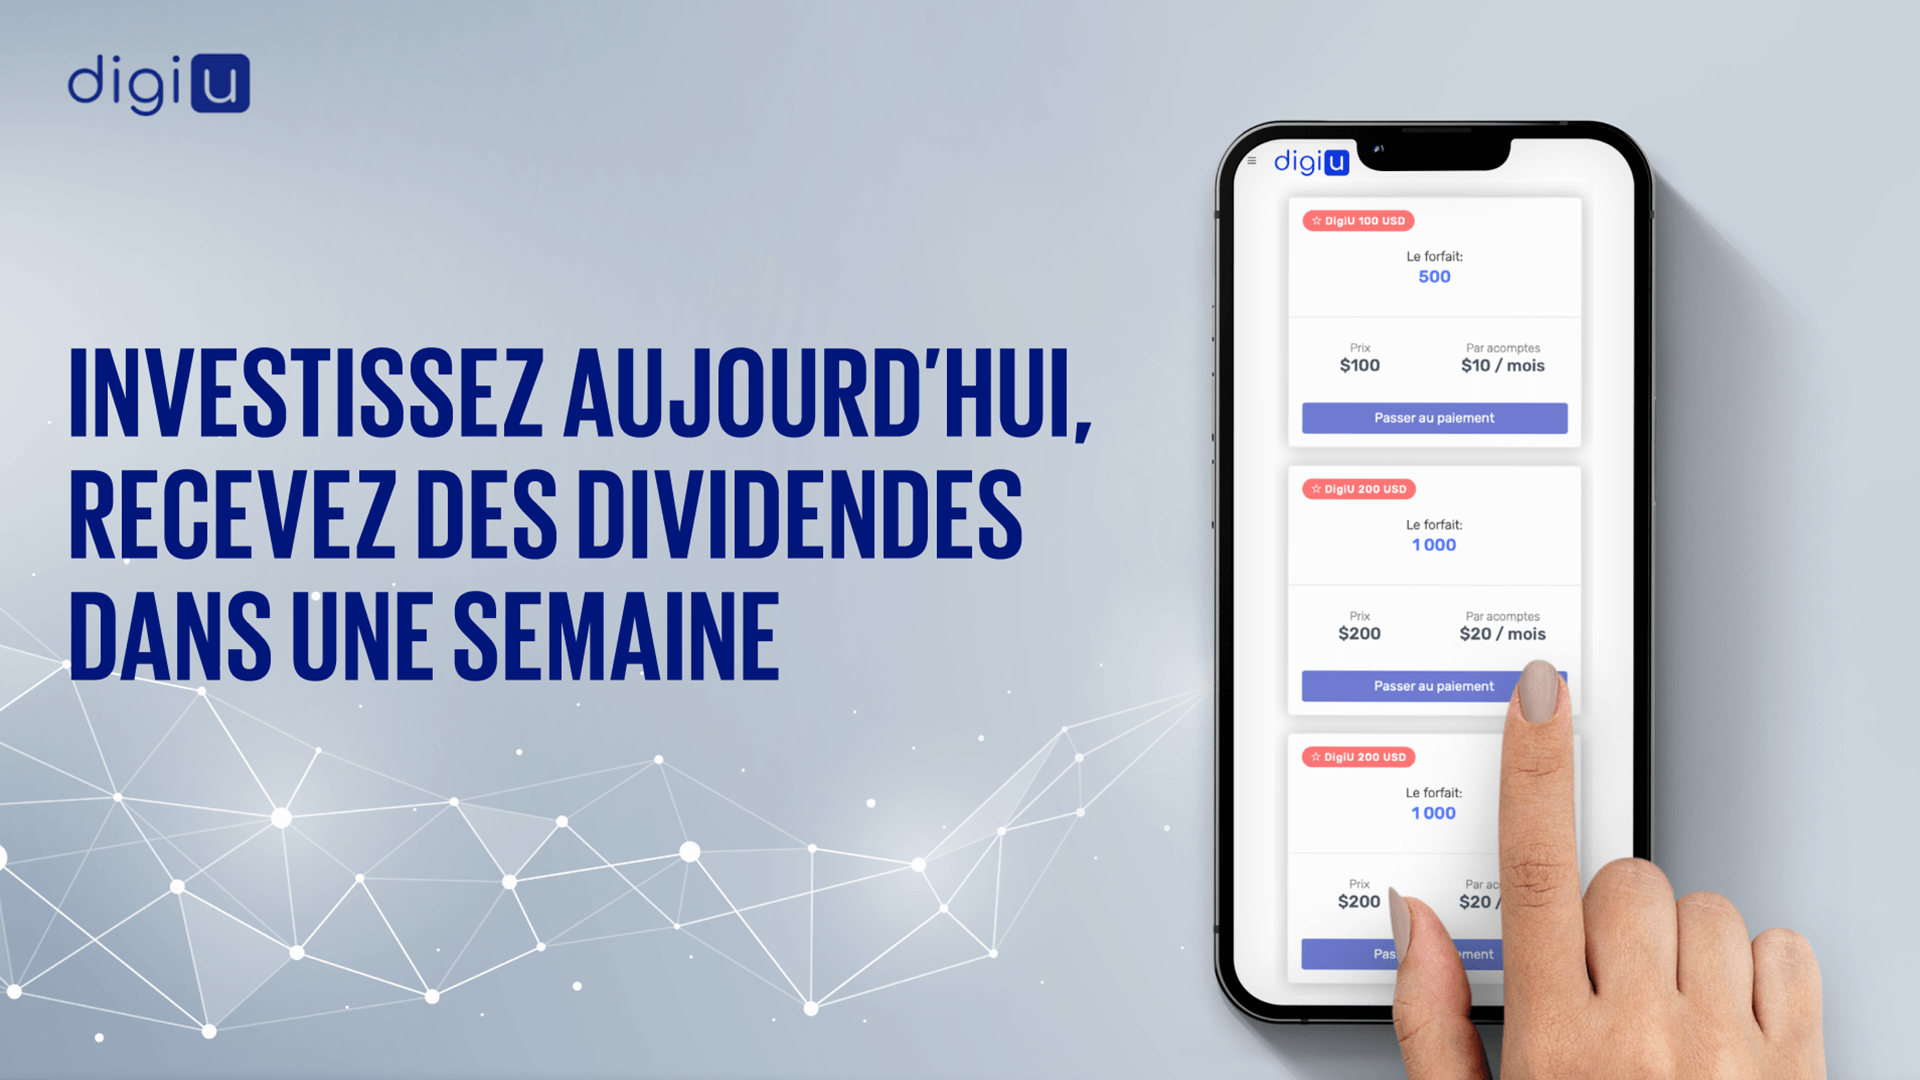 digiU
INVESTISSEZ AUJOURD'HUI,
RECEVEZ DES DIVIDENDES
DANS UNE SEMAINE
digiU
☆ DigiU 100 USD
Le forfait:
500
Prix
Par acomptes
$100
$10 / mois
Passer au paiement
☆ DigiU 200 USD
Le forfait:
1 000
Prix
Par acomptes
$200
$20 / mois
Passer au paiement
☆ DigiU 200 USD
Le forfait:
1 000
Prix
Par
$200
$20 /